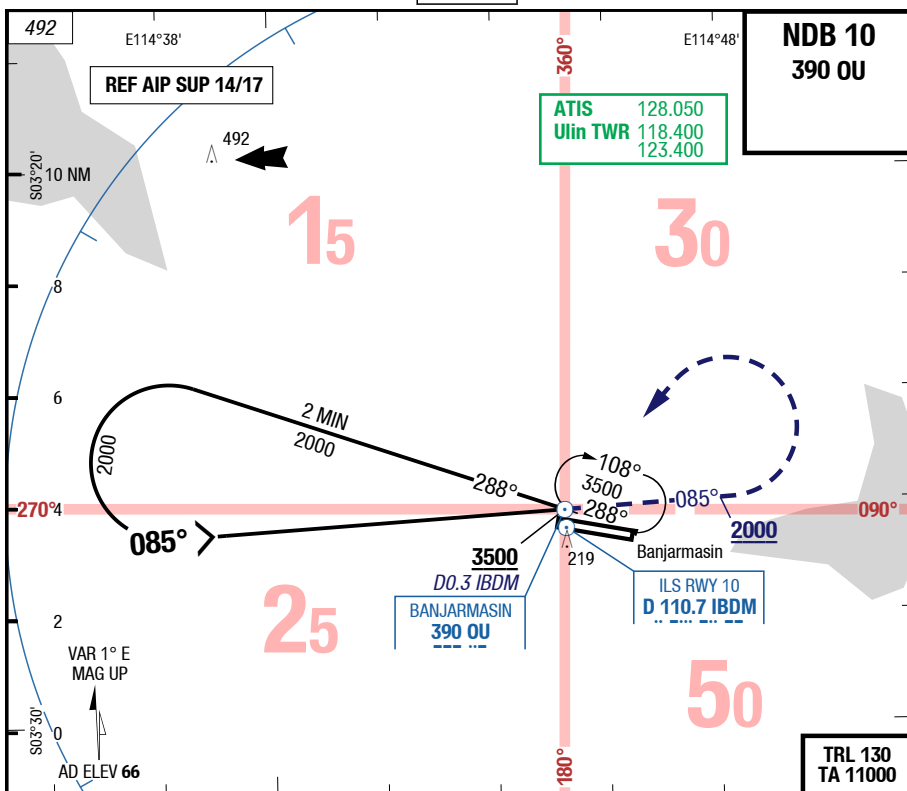 492
E114°38'
E114°48'
NDB 10
390 OU
REF AIP SUP 14/17
360°
ATIS 128.050
Ulin TWR 118.400
123.400
492
S03°20'
10 NM
15
30
8
6
2 MIN
2000
2000
288°
108°
3500
288°
085°
2000
270°
4
090°
085°
3500
D0.3 IBDM
219
Banjarmasin
BANJARMASIN
390 OU
ILS RWY 10
D 110.7 IBDM
25
2
50
VAR 1° E
MAG UP
S03°30'
0
AD ELEV 66
180°
TRL 130
TA 11000